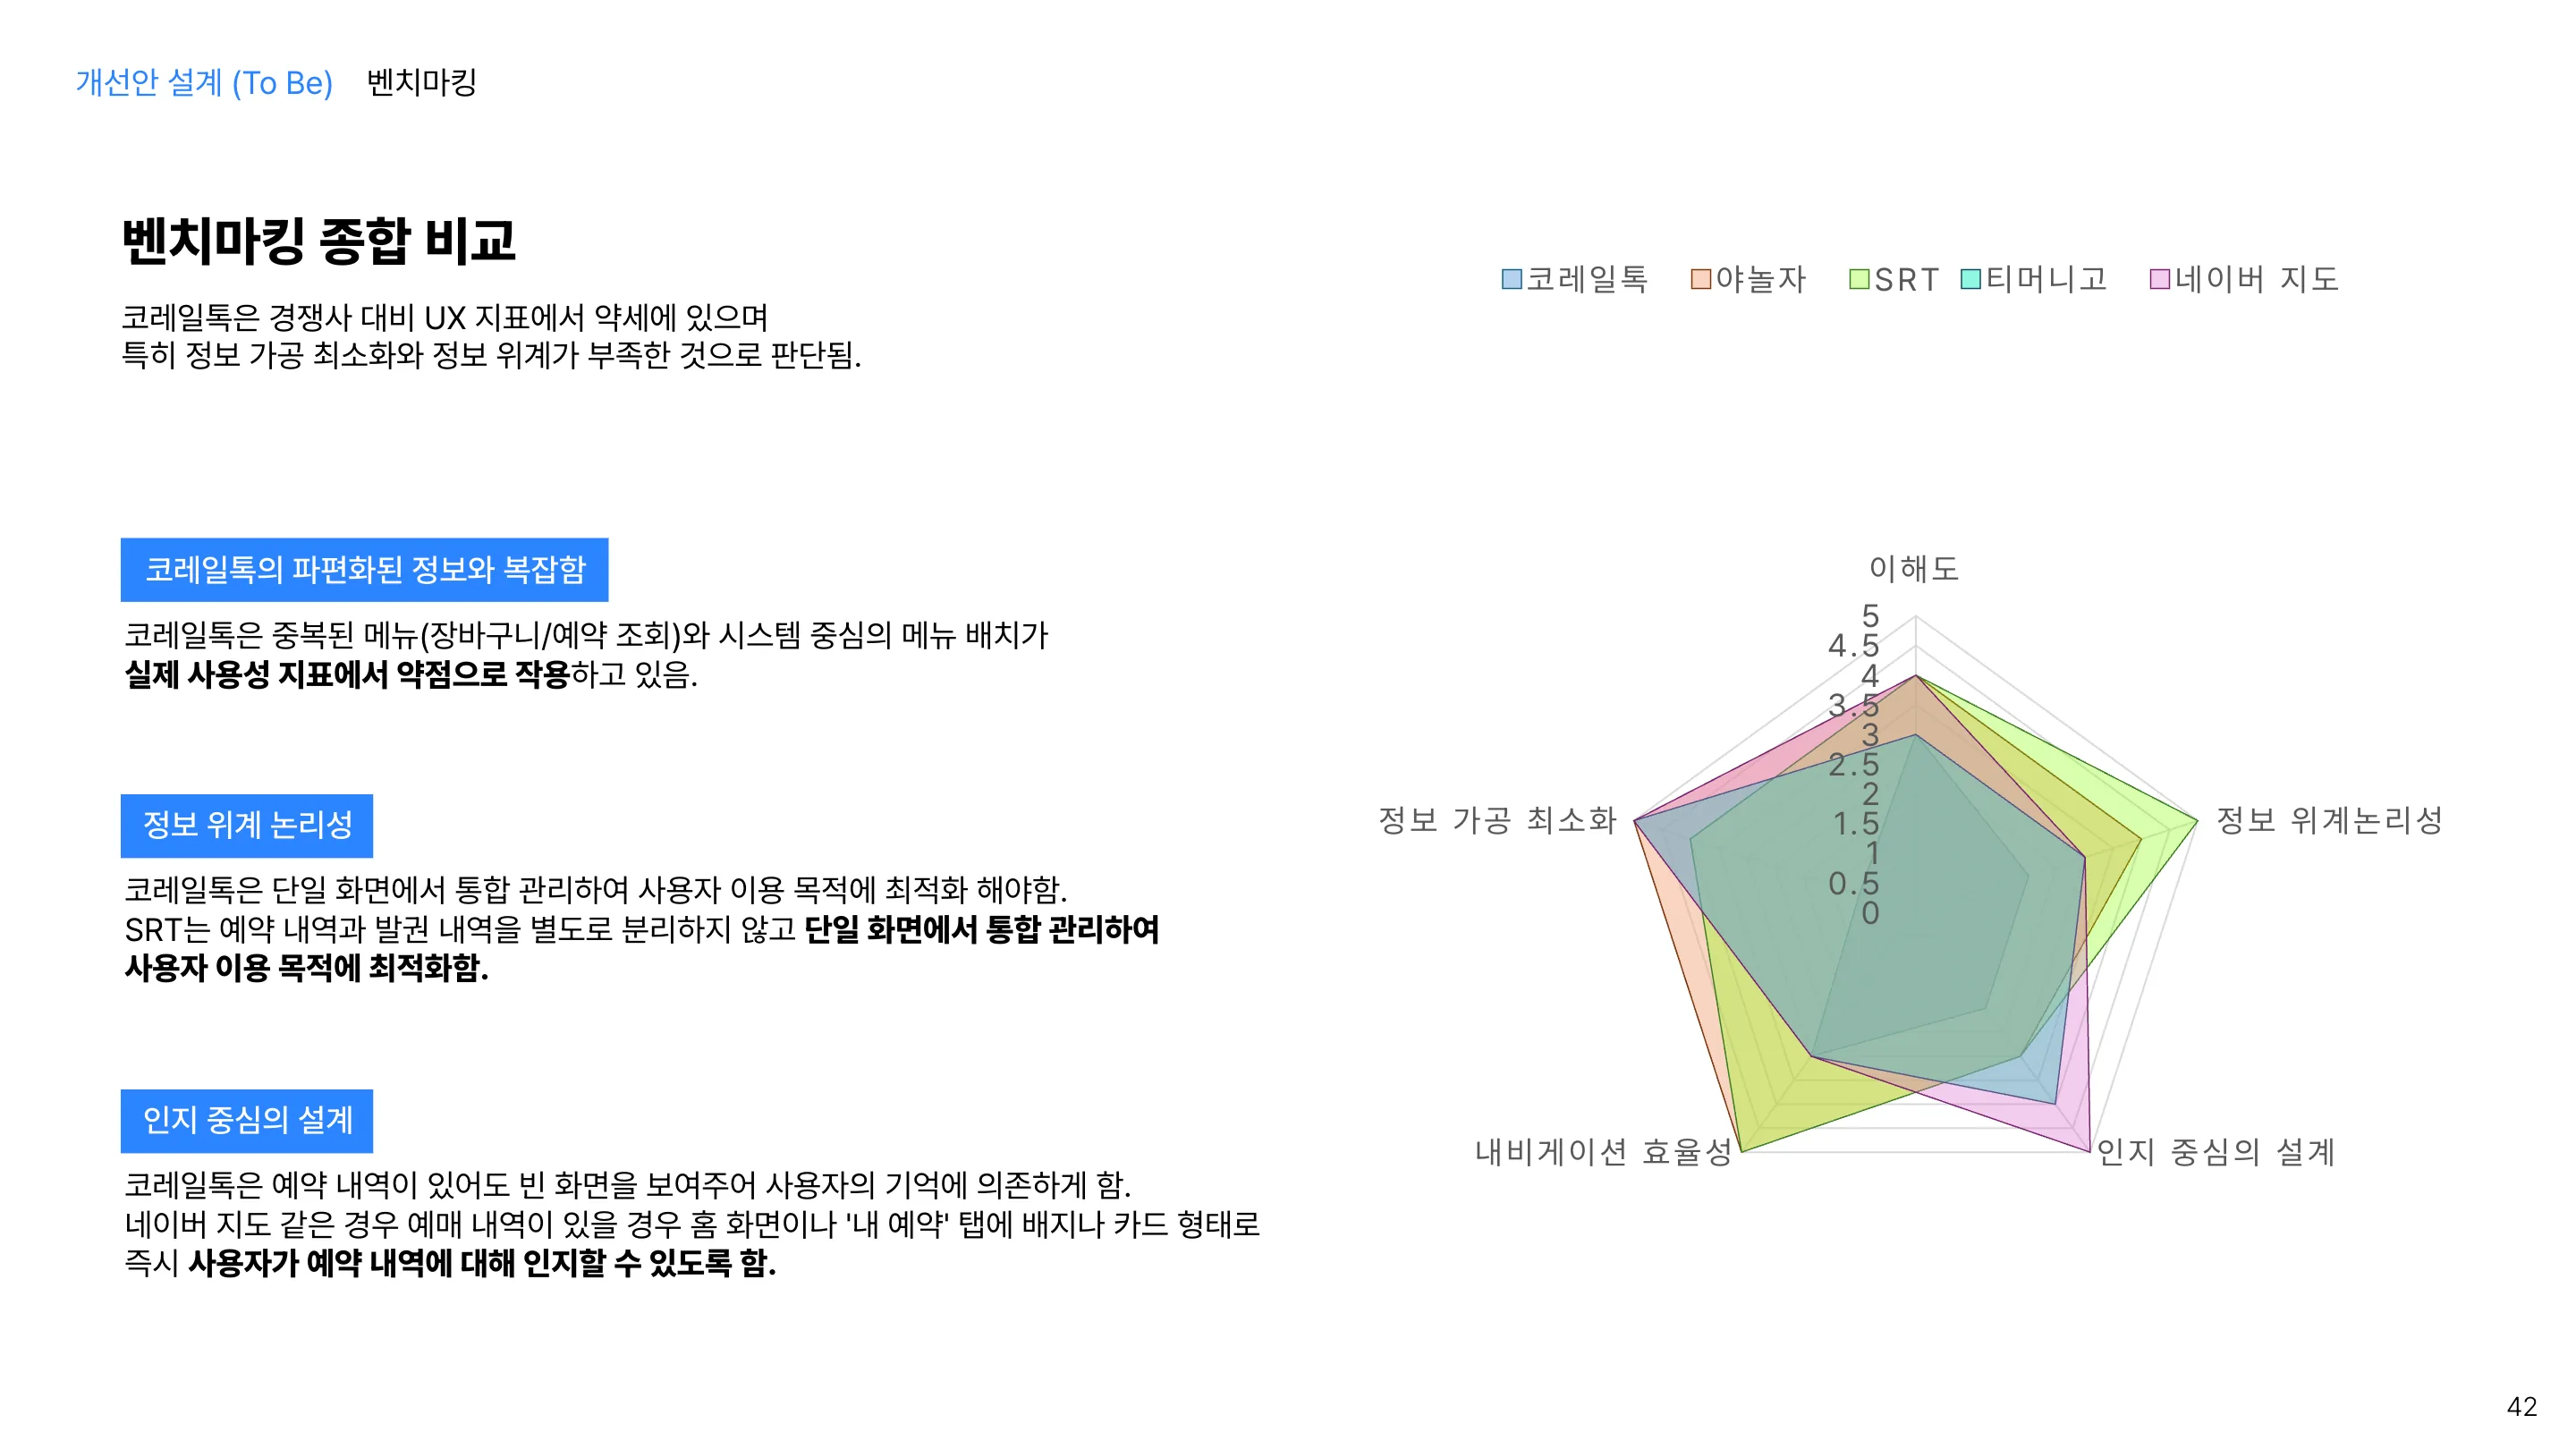 개선안 설계 (To Be) 벤치마킹
벤치마킹 종합 비교
코레일톡은 경쟁사 대비 UX 지표에서 약세에 있으며
특히 정보 가공 최소화와 정보 위계가 부족한 것으로 판단됨.
코레일톡의 파편화된 정보와 복잡함
코레일톡은 중복된 메뉴(장바구니/예약 조회)와 시스템 중심의 메뉴 배치가
실제 사용성 지표에서 약점으로 작용하고 있음.
정보 위계 논리성
코레일톡은 단일 화면에서 통합 관리하여 사용자 이용 목적에 최적화 해야함.
SRT는 예약 내역과 발권 내역을 별도로 분리하지 않고 단일 화면에서 통합 관리하여
사용자 이용 목적에 최적화함.
인지 중심의 설계
코레일톡은 예약 내역이 있어도 빈 화면을 보여주어 사용자의 기억에 의존하게 함.
네이버 지도 같은 경우 예매 내역이 있을 경우 홈 화면이나 '내 예약' 탭에 배지나 카드 형태로
즉시 사용자가 예약 내역에 대해 인지할 수 있도록 함.
코레일톡 야놀자 SRT 티머니고 네이버 지도
이해도
5
4.5
4
3.5
3
2.5
2
1.5
1
0.5
0
정보 가공 최소화
정보 위계논리성
내비게이션 효율성
인지 중심의 설계
42